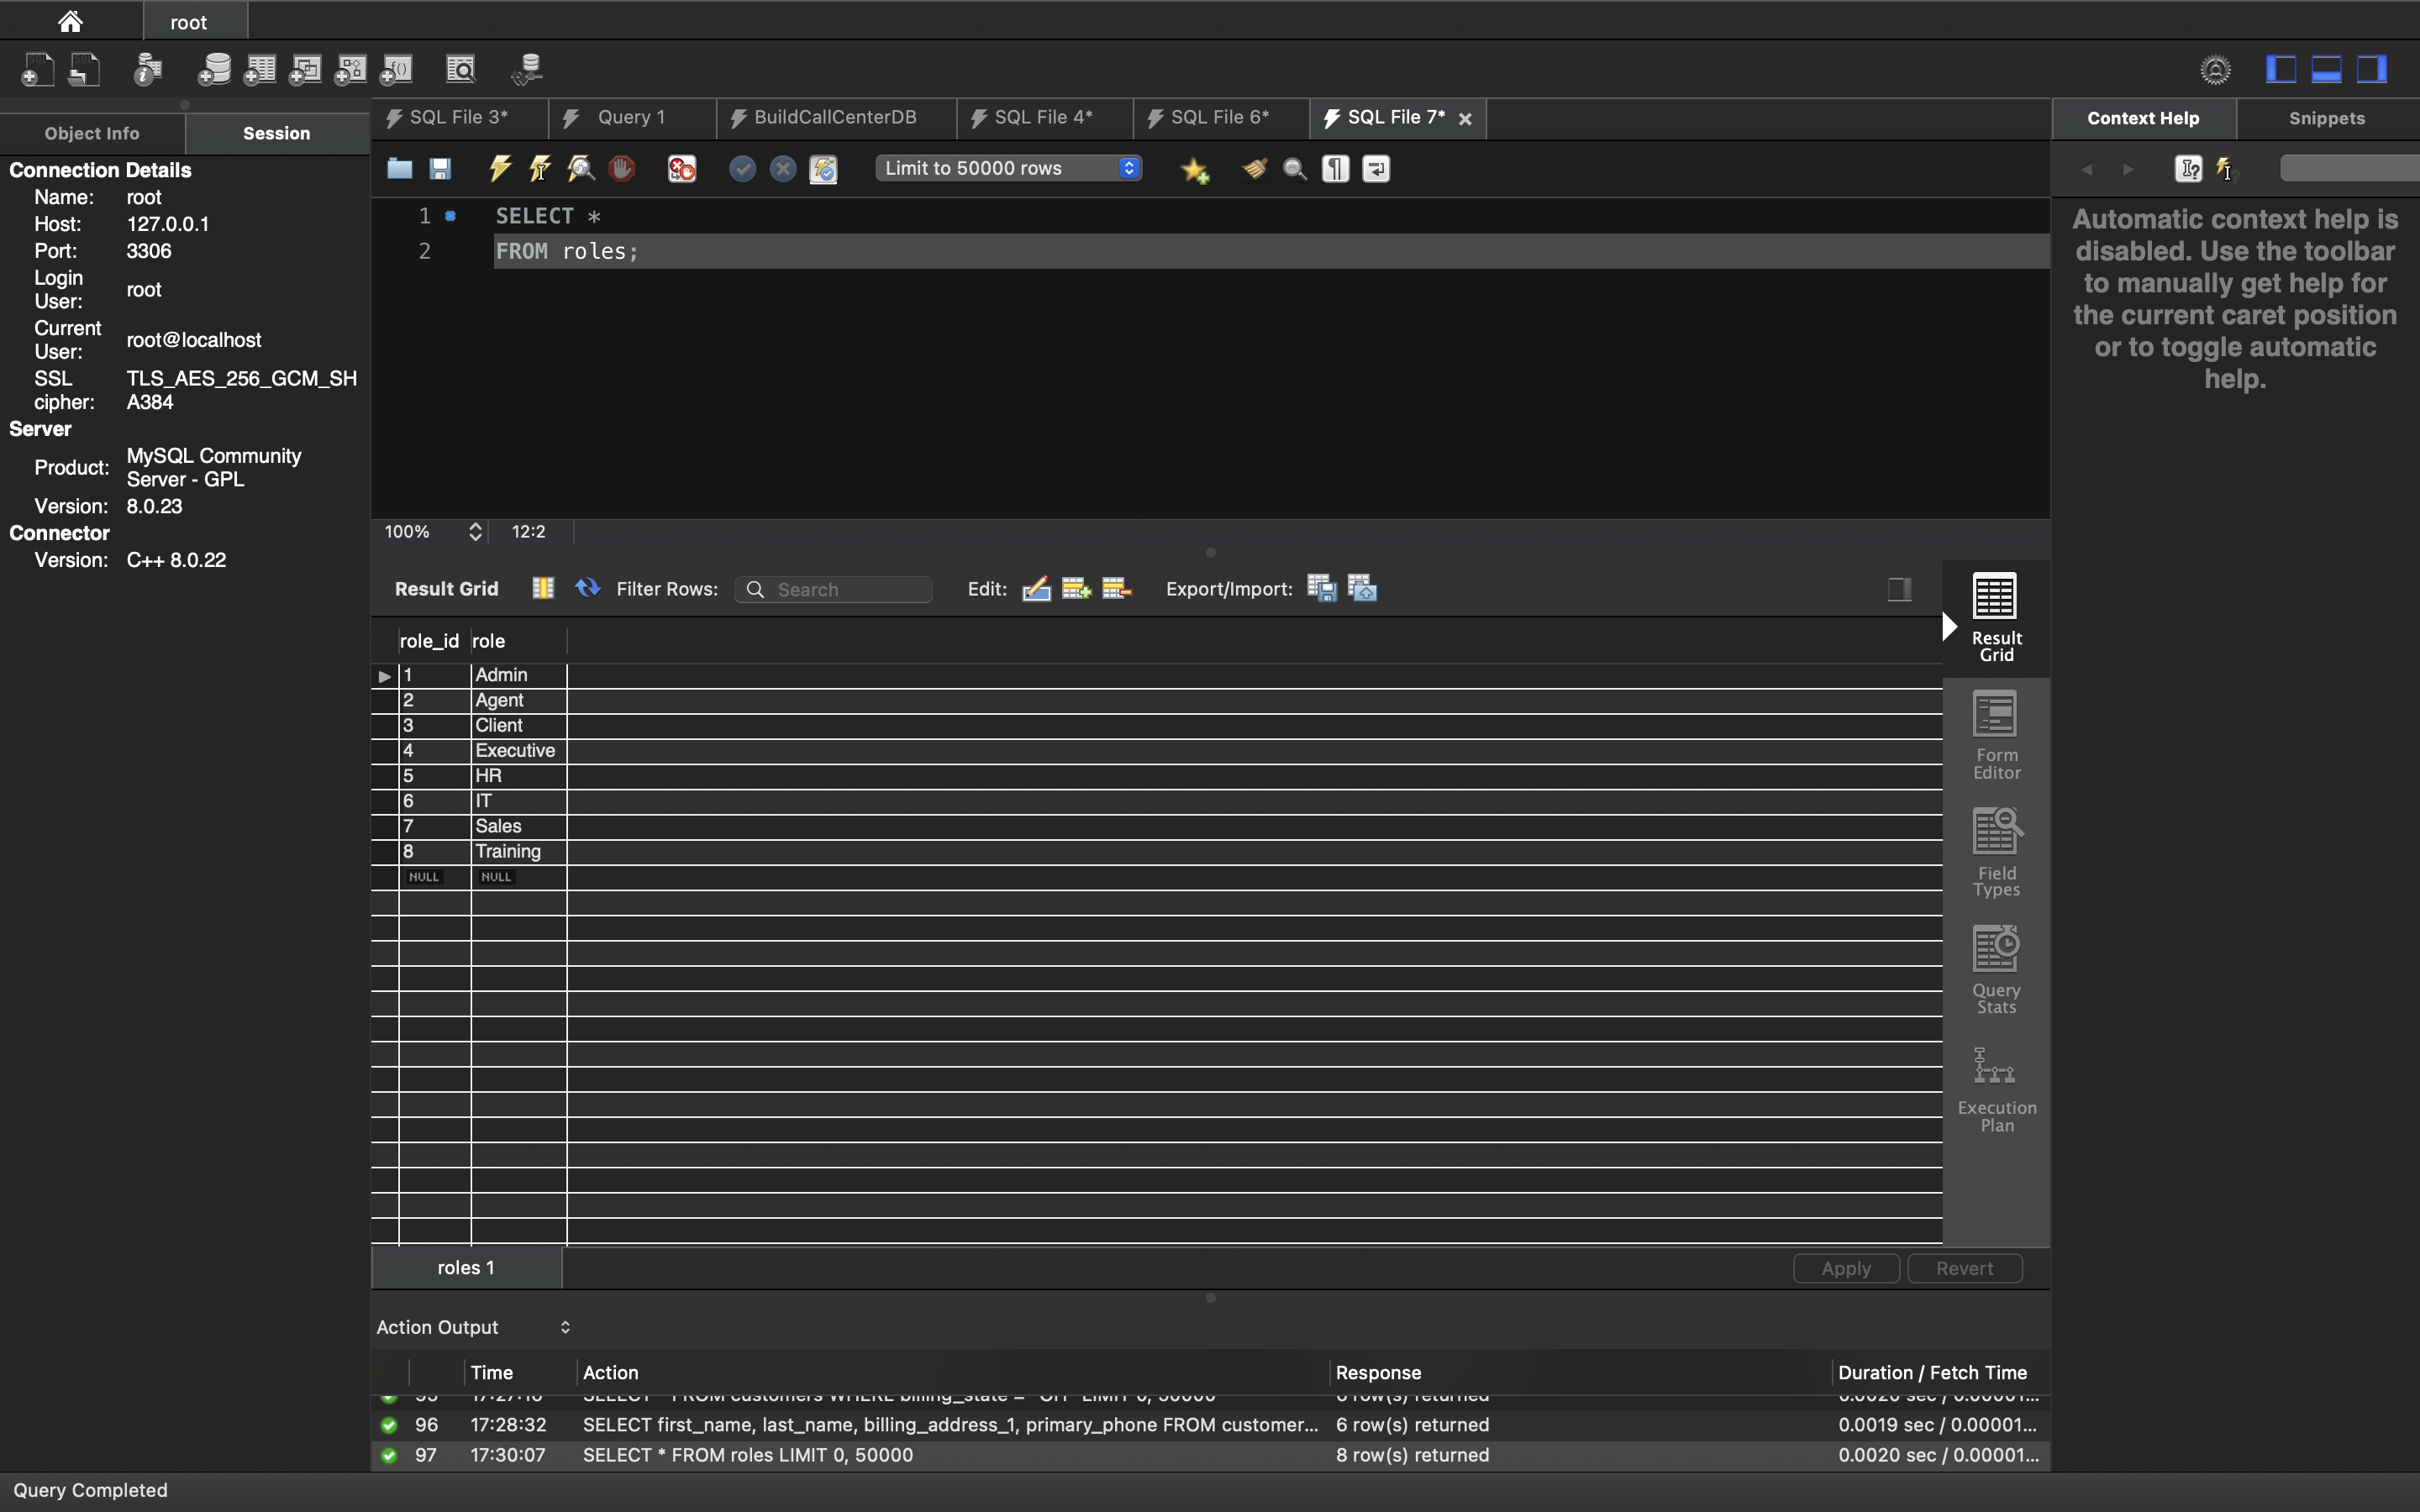 root
Object Info
Session
Connection Details
Name: root
Host: 127.0.0.1
Port: 3306
Login User: root
Current User: root@localhost
SSL cipher: TLS_AES_256_GCM_SHA384
Server
Product: MySQL Community Server - GPL
Version: 8.0.23
Connector
Version: C++ 8.0.22
SQL File 3*
Query 1
BuildCallCenterDB
SQL File 4*
SQL File 6*
SQL File 7*
Limit to 50000 rows
1 SELECT *
2 FROM roles;
100% 12:2
Result Grid
Filter Rows:
Search
Edit:
Export/Import:
role_id role
1 Admin
2 Agent
3 Client
4 Executive
5 HR
6 IT
7 Sales
8 Training
NULL NULL
Result Grid
Form Editor
Field Types
Query Stats
Execution Plan
roles 1
Apply
Revert
Action Output
Time Action Response Duration / Fetch Time
96 17:28:32 SELECT first_name, last_name, billing_address_1, primary_phone FROM customer... 6 row(s) returned 0.0019 sec / 0.00001...
97 17:30:07 SELECT * FROM roles LIMIT 0, 50000 8 row(s) returned 0.0020 sec / 0.00001...
Query Completed
Context Help
Snippets
Automatic context help is
disabled. Use the toolbar
to manually get help for
the current caret position
or to toggle automatic
help.